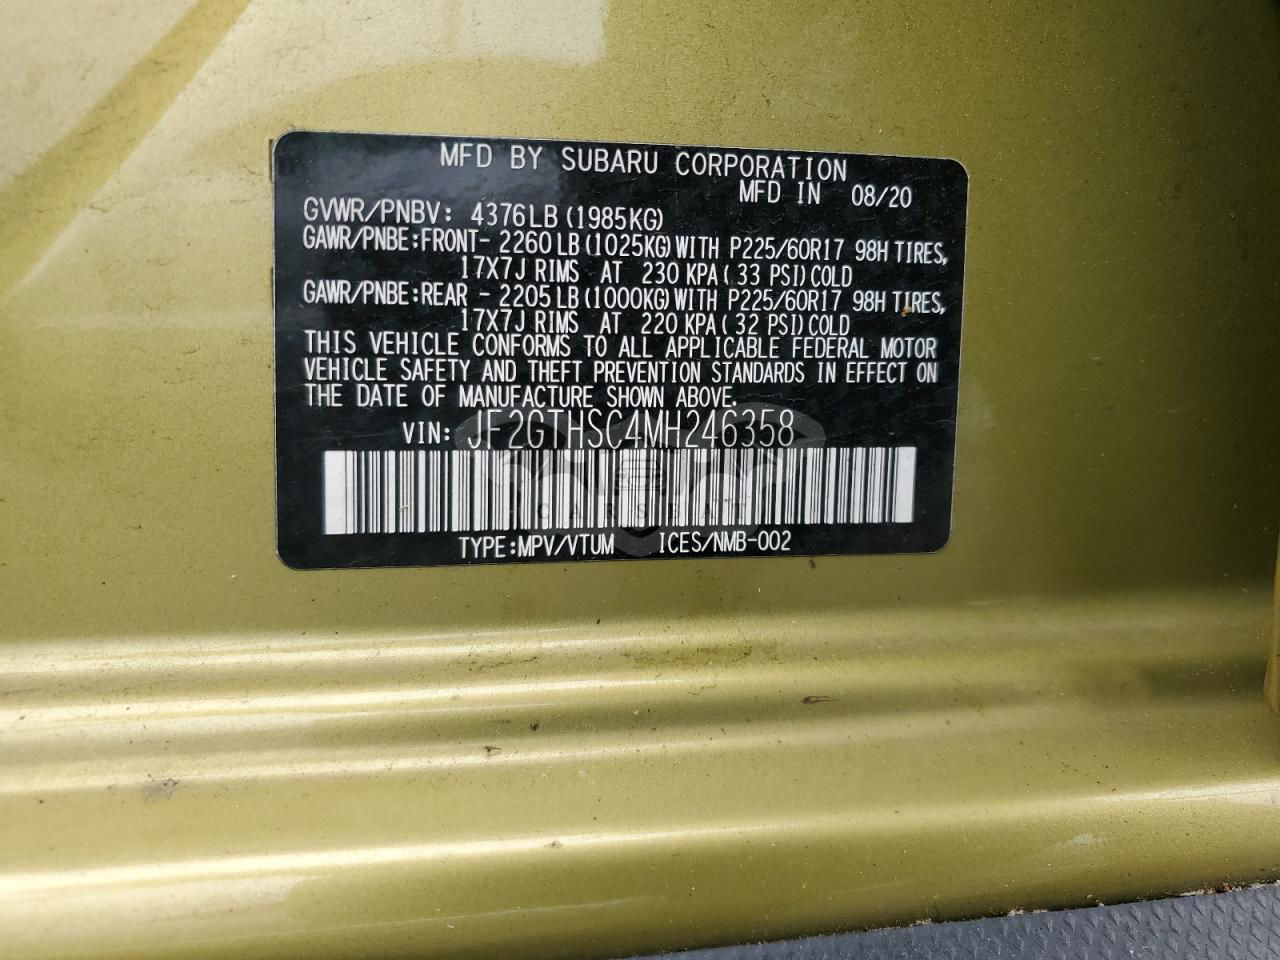 MFD BY SUBARU CORPORATION
MFD IN 08/20
GVWR/PNBV: 4376LB (1985KG)
GAWR/PNBE:FRONT- 2260 LB (1025KG) WITH P225/60R17 98H TIRES,
17X7J RIMS AT 230 KPA ( 33 PSI) COLD
GAWR/PNBE:REAR - 2205 LB (1000KG) WITH P225/60R17 98H TIRES,
17X7J RIMS AT 220 KPA ( 32 PSI) COLD
THIS VEHICLE CONFORMS TO ALL APPLICABLE FEDERAL MOTOR
VEHICLE SAFETY AND THEFT PREVENTION STANDARDS IN EFFECT ON
THE DATE OF MANUFACTURE SHOWN ABOVE.
VIN: JF2GTHSC4MH246358
CARSEAT
TYPE:MPV/VTUM ICES/NMB-002